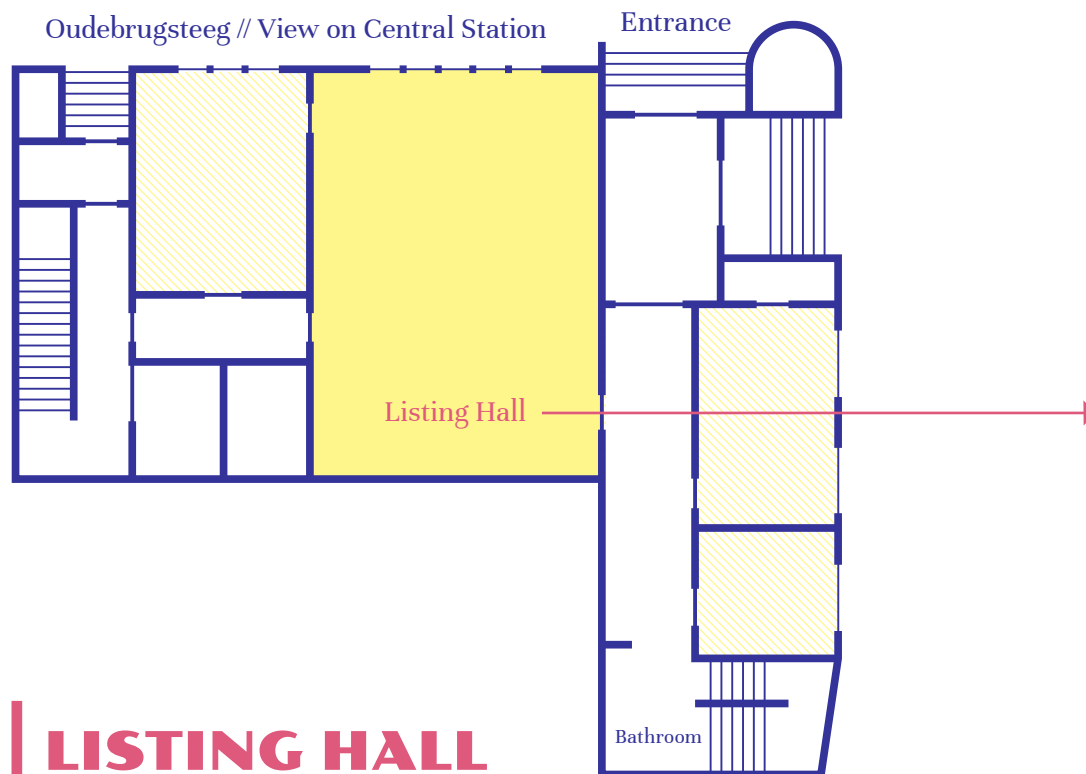 Oudebrugsteeg // View on Central Station
Entrance
Listing Hall
Bathroom
LISTING HALL